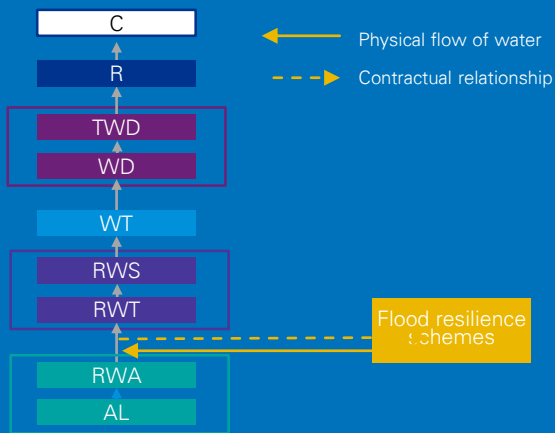 C
Physical flow of water
R
Contractual relationship
TWD
WD
WT
RWS
RWT
Flood resilience
schemes
RWA
AL